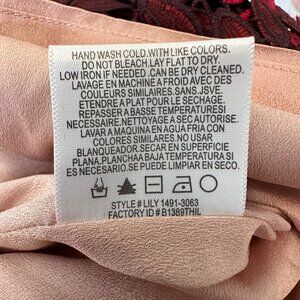 HAND WASH COLD.WITH LIKE COLORS.
DO NOT BLEACH.LAY FLAT TO DRY.
LOW IRON IF NEEDED .CAN BE DRY CLEANED.
LAVAGE EN MACHINE A FROID AVEC DES
COULEURS SIMILAIRES.SANS.JSVE.
ETENDRE A PLAT POUR LE SECHAGE.
REPASSER A BASSE TEMPERATURES SI
NECESSAIRE.NETTOYAGE A SEC AUTORISE.
LAVAR A MAQUINA EN AGUA FRIA CON
COLORES SIMILARES.NO USAR
BLANQUEADOR.SECAR EN SUPERFICIE
PLANA.PLANCHAA BAJA TEMPERATURA SI
ES NECESARIO.SE PUEDE LIMPIAR EN SECO.
STYLE # LILY 1491-3063
FACTORY ID # B1389THIL